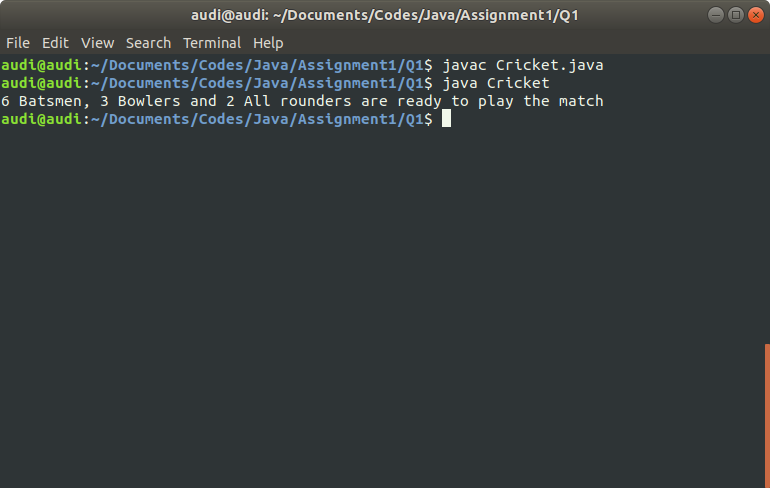 audi@audi: ~/Documents/Codes/Java/Assignment1/Q1
File Edit View Search Terminal Help
audi@audi:~/Documents/Codes/Java/Assignment1/Q1$ javac Cricket.java
audi@audi:~/Documents/Codes/Java/Assignment1/Q1$ java Cricket
6 Batsmen, 3 Bowlers and 2 All rounders are ready to play the match
audi@audi:~/Documents/Codes/Java/Assignment1/Q1$